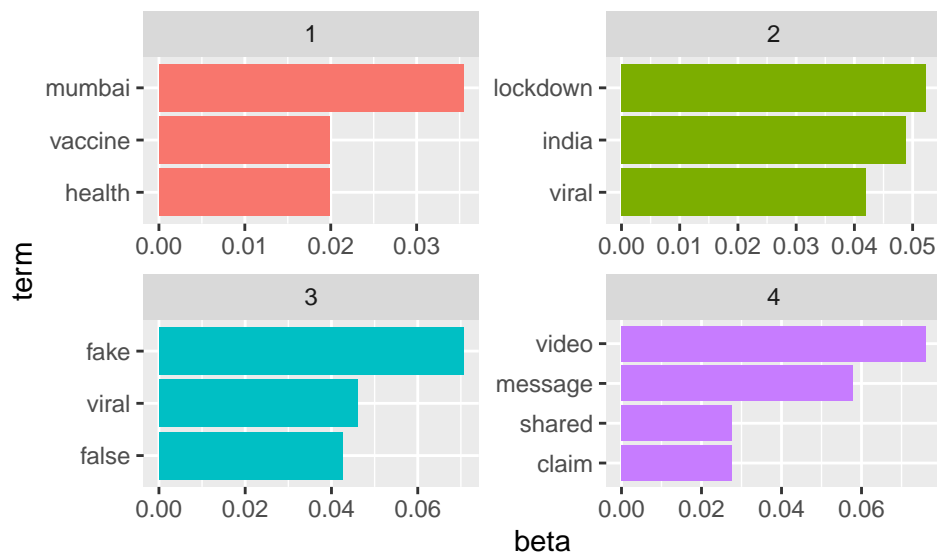 1
mumbai
vaccine
health
0.00 0.01 0.02 0.03
2
lockdown
india
viral
0.00 0.01 0.02 0.03 0.04 0.05
term
3
fake
viral
false
0.00 0.02 0.04 0.06
4
video
message
shared
claim
0.00 0.02 0.04 0.06
beta